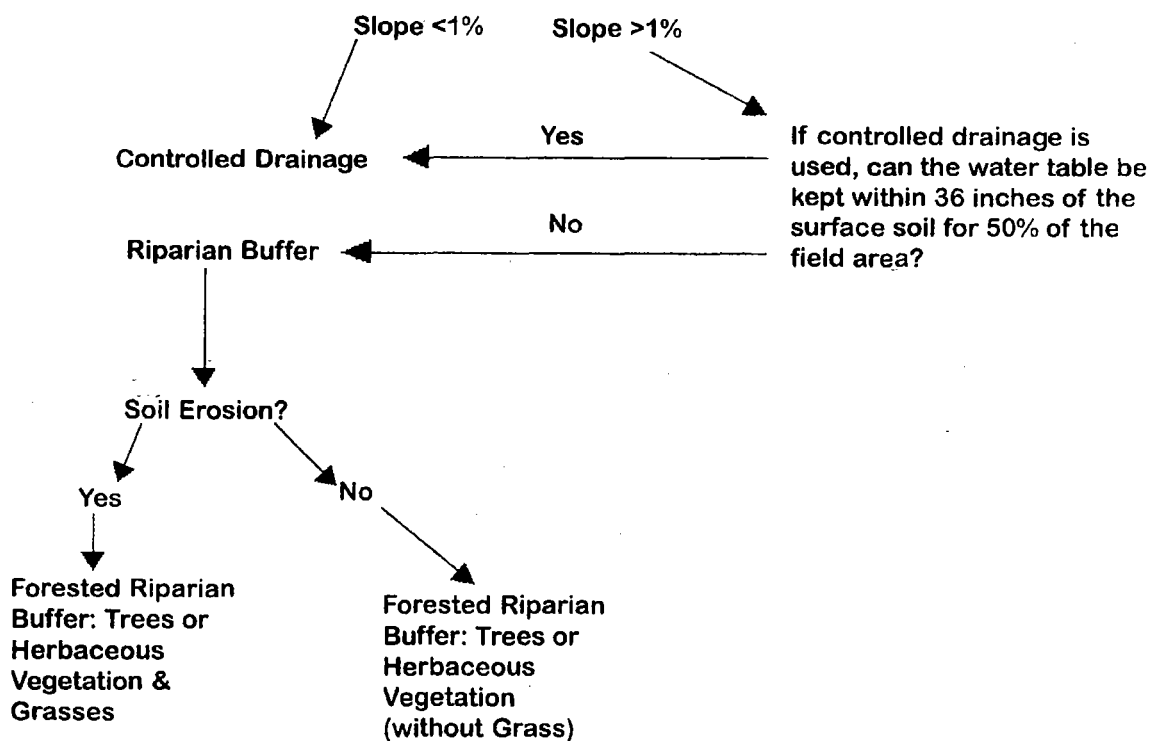 Slope <1%
Slope >1%
Controlled Drainage
Yes
If controlled drainage is
used, can the water table be
kept within 36 inches of the
surface soil for 50% of the
field area?
Riparian Buffer
No
Soil Erosion?
Yes
No
Forested Riparian
Buffer: Trees or
Herbaceous
Vegetation &
Grasses
Forested Riparian
Buffer: Trees or
Herbaceous
Vegetation
(without Grass)